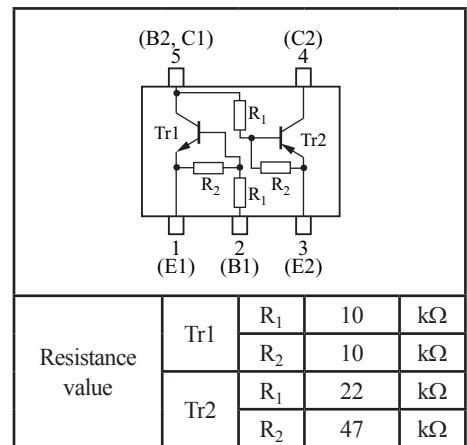 (B2, C1) (C2)
5 4
R1
Tr1 Tr2
R2 R1 R2
1 2 3
(E1) (B1) (E2)
Resistance value
Tr1
R1 10 kΩ
R2 10 kΩ
Tr2
R1 22 kΩ
R2 47 kΩ